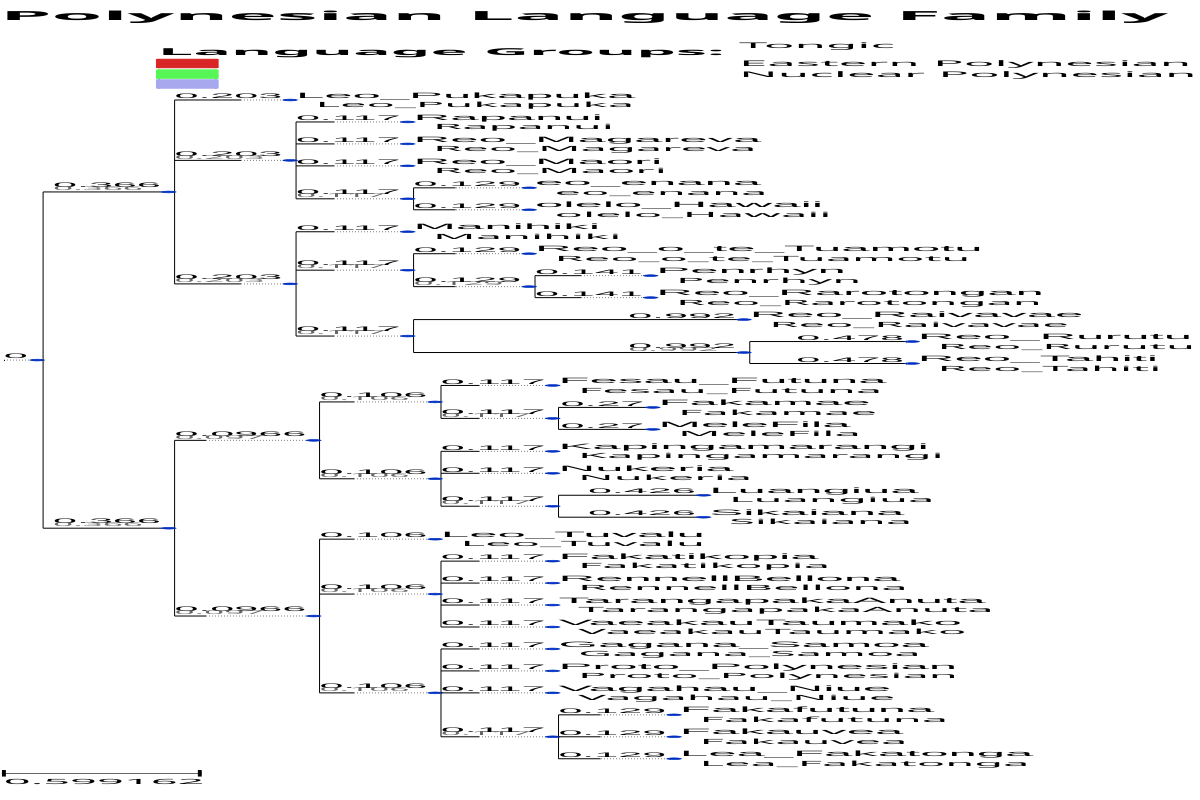 Polynesian Language Family
Language Groups:
Tongic
Eastern Polynesian
Nuclear Polynesian
0.203 Leo_Pukapuka
Leo_Pukapuka
0.117 Rapanui
Rapanui
0.117 Reo_Magareva
Reo_Magareva
0.203
0.117 Reo_Maori
Reo_Maori
0.366
0.129 eo_enana
0.117
eo_enana
0.129 olelo_Hawaii
olelo_Hawaii
0.117 Manihiki
Manihiki
0.129 Reo_o_te_Tuamotu
Reo_o_te_Tuamotu
0.117
0.141 Penrhyn
0.203
0.129
Penrhyn
0.141 Reo_Rarotongan
Reo_Rarotongan
0.992 Reo_Raivavae
Reo_Raivavae
0.117
0.478 Reo_Rurutu
Reo_Rurutu
0.992
0
0.478 Reo_Tahiti
Reo_Tahiti
0.117 Fesau_Futuna
Fesau_Futuna
0.106
0.27 Fakamae
0.117
Fakamae
0.27 MeleFila
MeleFila
0.0966
0.117 Kapingamarangi
Kapingamarangi
0.117 Nukeria
0.106
Nukeria
0.426 Luangiua
0.117
Luangiua
0.426 Sikaiana
0.366
Sikaiana
0.106 Leo_Tuvalu
Leo_Tuvalu
0.117 Fakatikopia
Fakatikopia
0.117 RennellBellona
0.106
RennellBellona
0.117 TarangapakaAnuta
0.0966
TarangapakaAnuta
0.117 VaeakauTaumako
VaeakauTaumako
0.117 Gagana_Samoa
Gagana_Samoa
0.117 Proto_Polynesian
Proto_Polynesian
0.106
0.117 Vagahau_Niue
Vagahau_Niue
0.129 Fakafutuna
Fakafutuna
0.117
0.129 Fakauvea
Fakauvea
0.129 Lea_Fakatonga
Lea_Fakatonga
0.599162